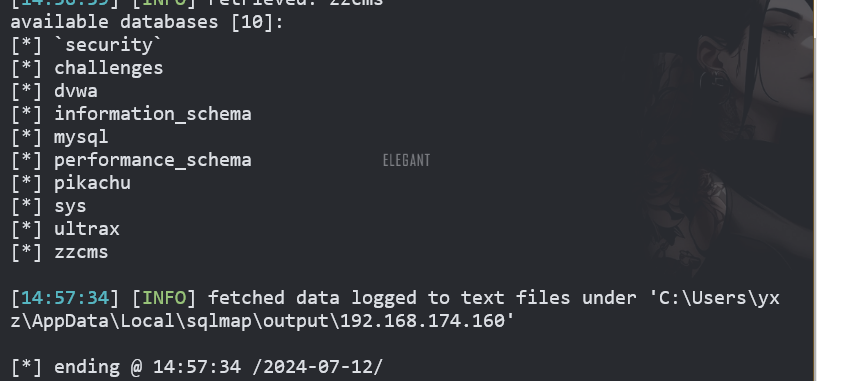 [14:56:59] [INFO] retrieved: zzcms
available databases [10]:
[*] `security`
[*] challenges
[*] dvwa
[*] information_schema
[*] mysql
[*] performance_schema
[*] pikachu
[*] sys
[*] ultrax
[*] zzcms
ELEGANT
[14:57:34] [INFO] fetched data logged to text files under 'C:\Users\yx
z\AppData\Local\sqlmap\output\192.168.174.160'
[*] ending @ 14:57:34 /2024-07-12/